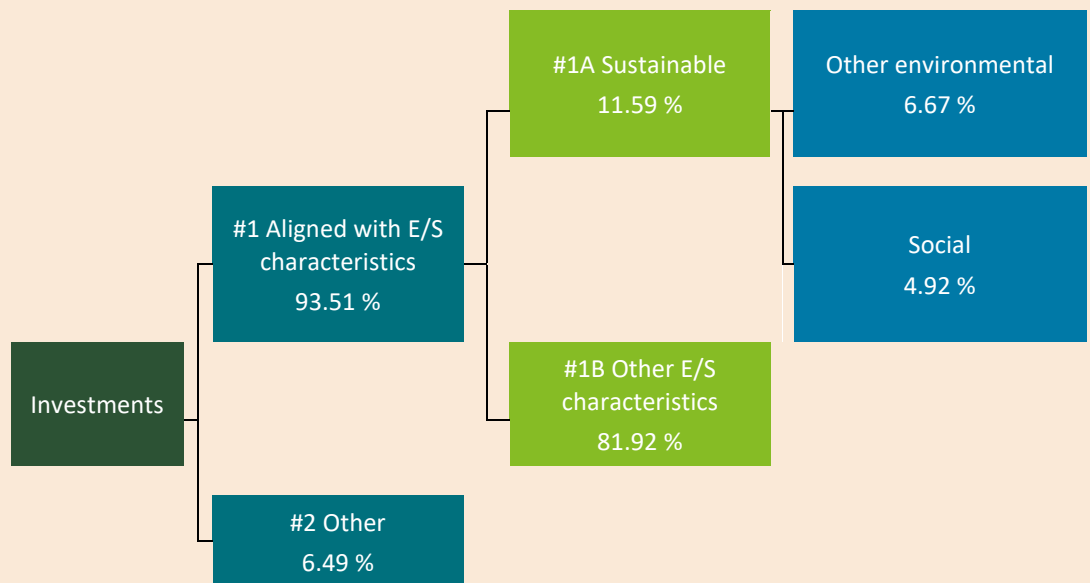 #1A Sustainable
11.59 %
Other environmental
6.67 %
#1 Aligned with E/S
characteristics
93.51 %
Social
4.92 %
Investments
#1B Other E/S
characteristics
81.92 %
#2 Other
6.49 %